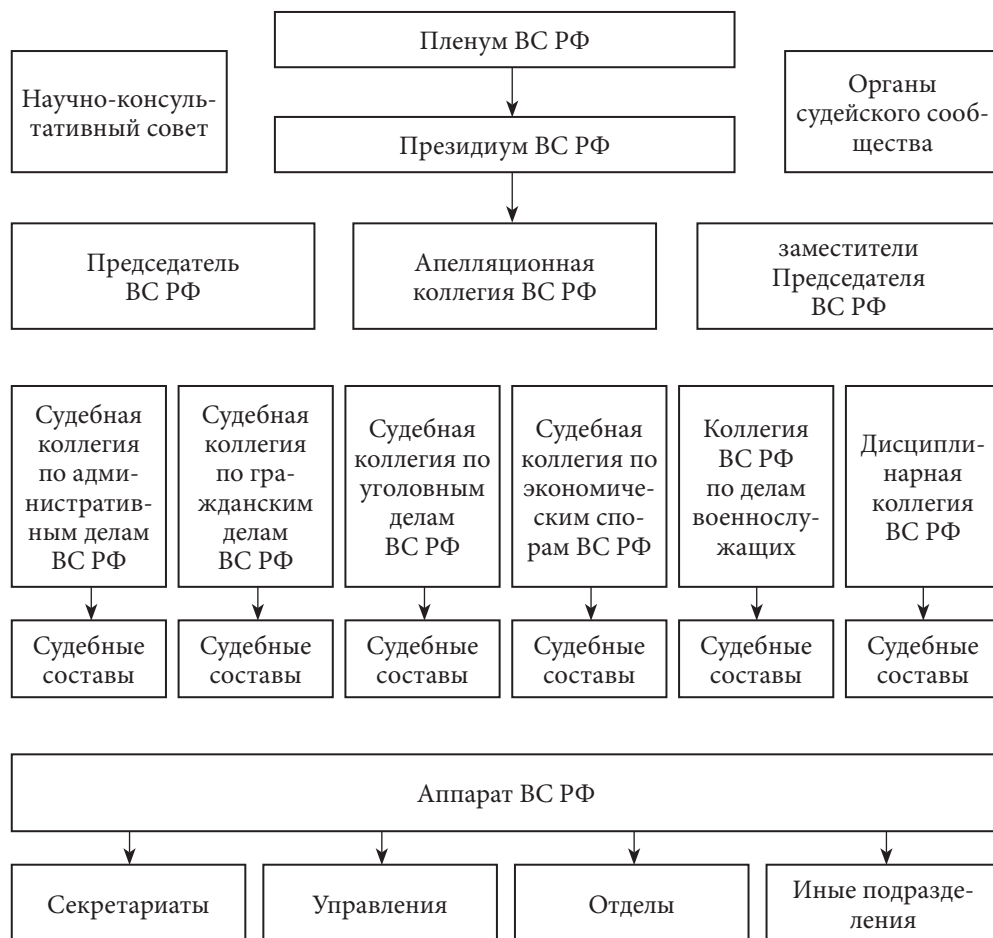 Пленум ВС РФ
Научно-консуль-
тативный совет
Органы
судейского сооб-
щества
Президиум ВС РФ
Председатель
ВС РФ
Апелляционная
коллегия ВС РФ
заместители
Председателя
ВС РФ
Судебная
коллегия
по адми-
нистратив-
ным делам
ВС РФ
Судебная
коллегия
по гра-
жданским
делам
ВС РФ
Судебная
коллегия по
уголовным
делам
ВС РФ
Судебная
коллегия по
экономиче-
ским спо-
рам ВС РФ
Коллегия
ВС РФ
по делам
военнослу-
жащих
Дисципли-
нарная
коллегия
ВС РФ
Судебные
составы
Судебные
составы
Судебные
составы
Судебные
составы
Судебные
составы
Судебные
составы
Аппарат ВС РФ
Секретариаты
Управления
Отделы
Иные подразде-
ления